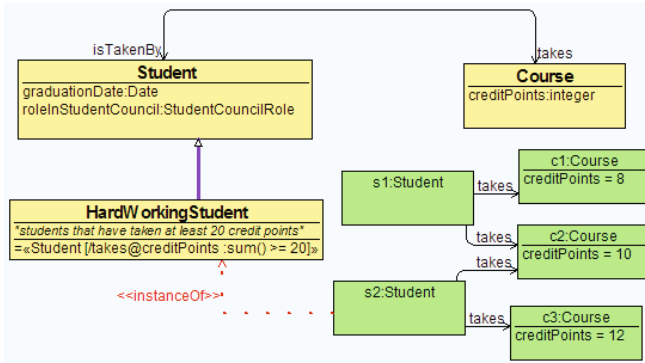 isTakenBy
takes
Student
graduationDate:Date
roleInStudentCouncil:StudentCouncilRole
Course
creditPoints:integer
c1:Course
creditPoints = 8
s1:Student
takes
HardWorkingStudent
"students that have taken at least 20 credit points"
=«Student [/takes@creditPoints :sum() >= 20]»
takes
c2:Course
creditPoints = 10
takes
<<instanceOf>>
s2:Student
takes
c3:Course
creditPoints = 12